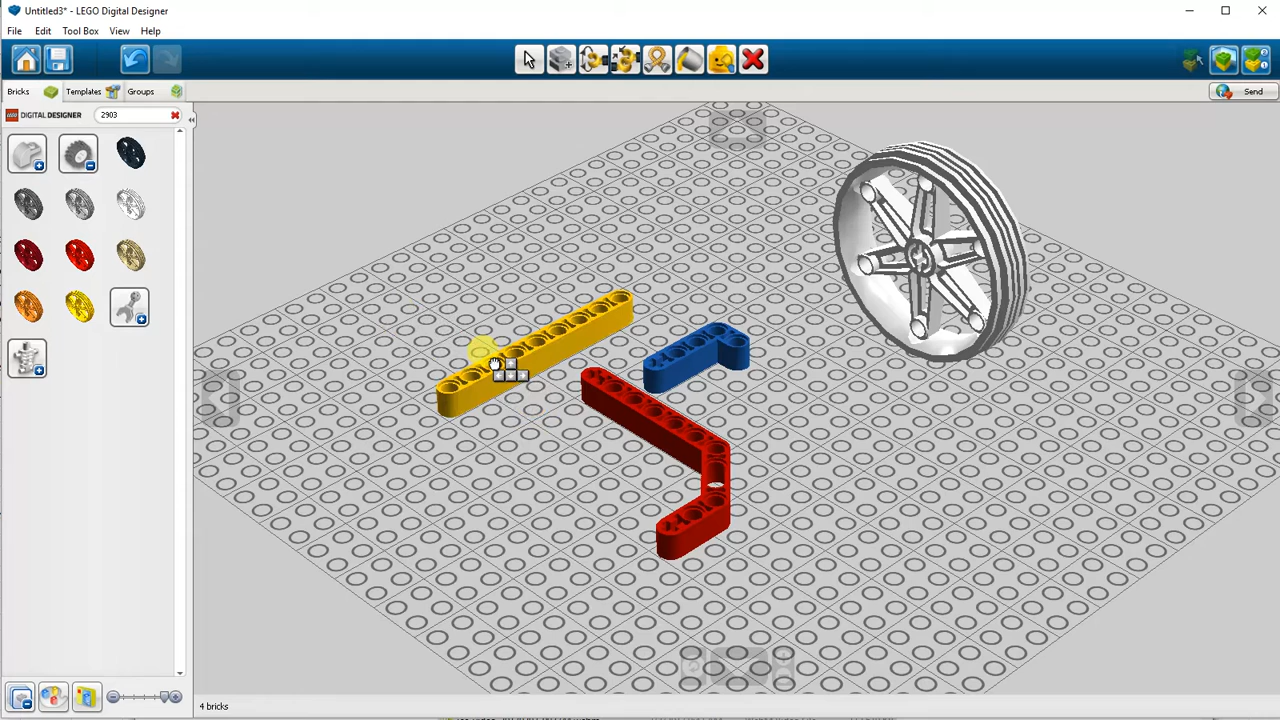 Untitled3* - LEGO Digital Designer
File Edit Tool Box View Help
Bricks Templates Groups
Send
DIGITAL DESIGNER 2903
4 bricks